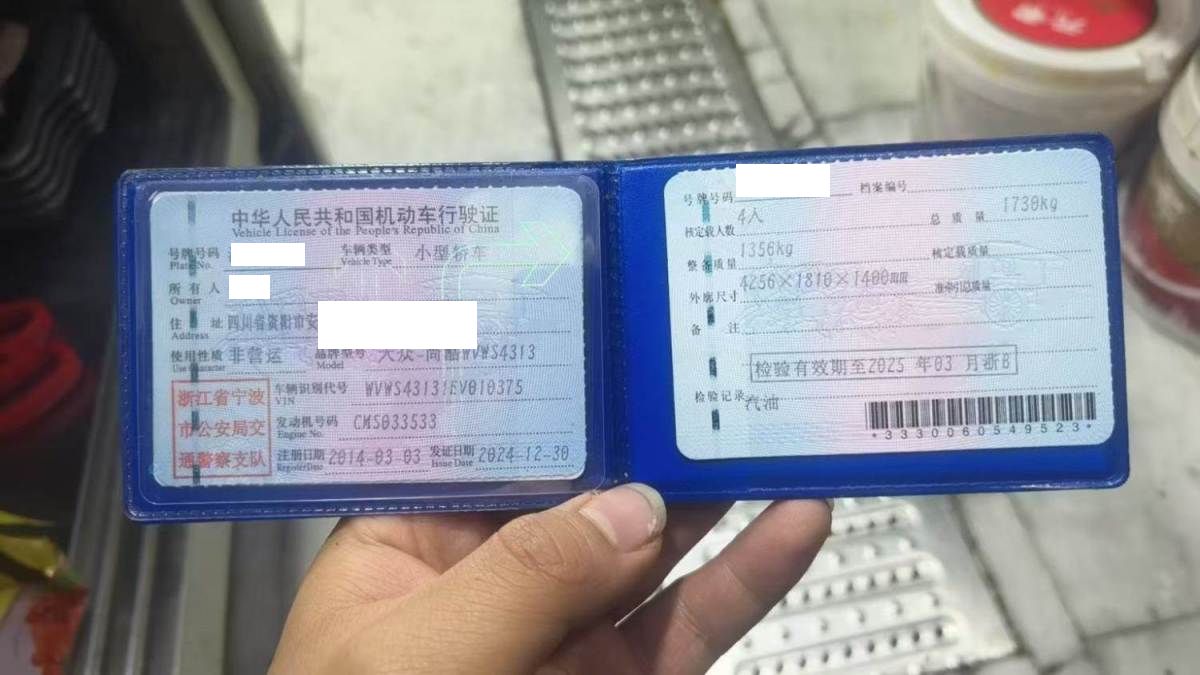 中华人民共和国机动车行驶证
Vehicle License of the People's Republic of China
号牌号码 车辆类型 小型轿车
Plate No. Vehicle Type
所有人
Owner
住址 四川省资阳市安
Address
使用性质 非营运 品牌型号 大众-尚酷WVWS4313
Use Character Model
浙江省宁波
市公安局交
通警察支队
车辆识别代号
VIN
发动机号码 CMS033533
Engine No.
注册日期 2014-03-03 发证日期 2024-12-30
Register Date Issue Date
号牌号码 档案编号
核定载人数 4人 总质量 1730kg
整备质量 1356kg 核定载质量
外廓尺寸 4256×1810×1400mm 准牵引总质量
备注
检验有效期至2025 年03 月浙B
检验记录 汽油
*3330060549523*